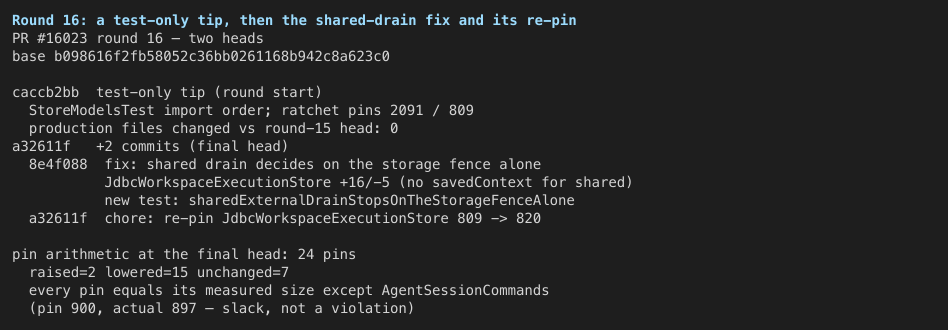 Round 16: a test-only tip, then the shared-drain fix and its re-pin
PR #16023 round 16 — two heads
base b098616f2fb58052c36bb0261168b942c8a623c0
caccb2bb  test-only tip (round start)
StoreModelsTest import order; ratchet pins 2091 / 809
production files changed vs round-15 head: 0
a32611f   +2 commits (final head)
8e4f088  fix: shared drain decides on the storage fence alone
JdbcWorkspaceExecutionStore +16/−5 (no savedContext for shared)
new test: sharedExternalDrainStopsOnTheStorageFenceAlone
a32611f  chore: re-pin JdbcWorkspaceExecutionStore 809 -> 820
pin arithmetic at the final head: 24 pins
raised=2 lowered=15 unchanged=7
every pin equals its measured size except AgentSessionCommands
(pin 900, actual 897 — slack, not a violation)